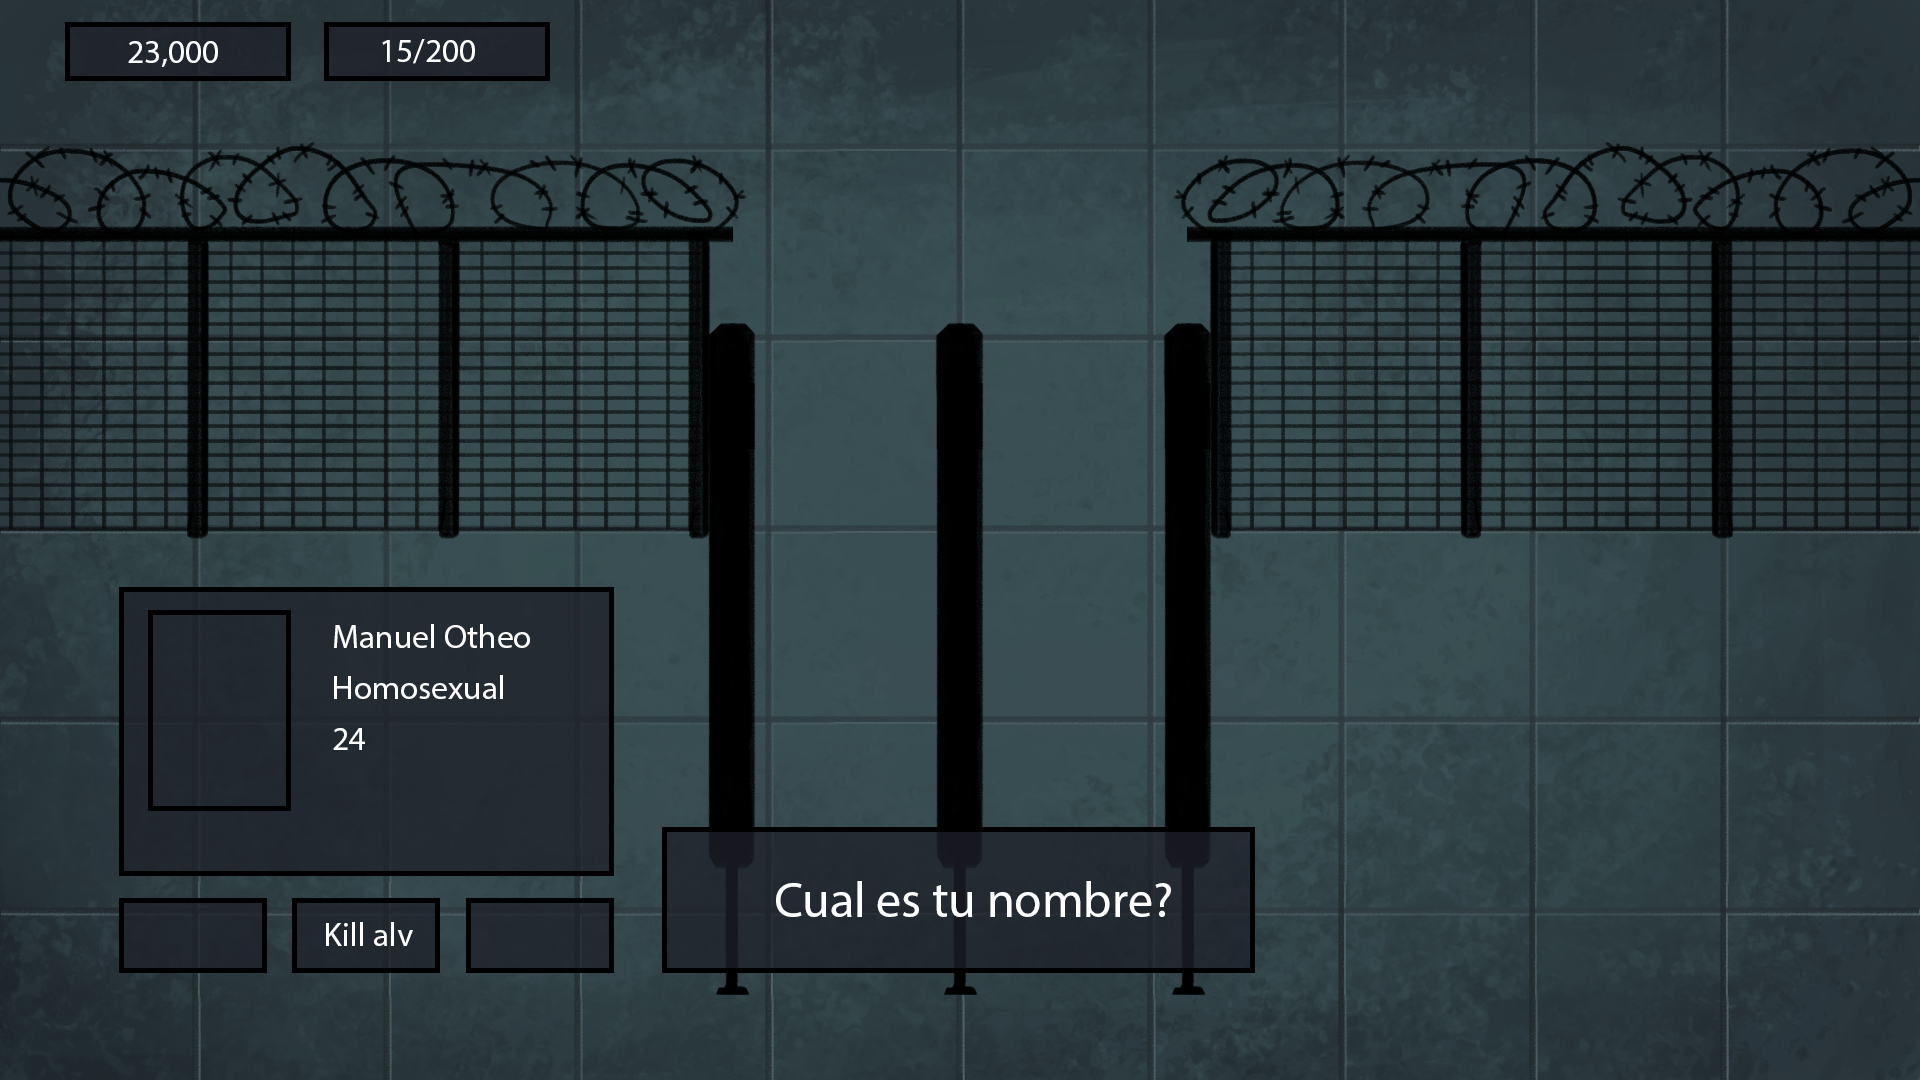 23,000
15/200
Manuel Otheo
Homosexual
24
Kill alv
Cual es tu nombre?